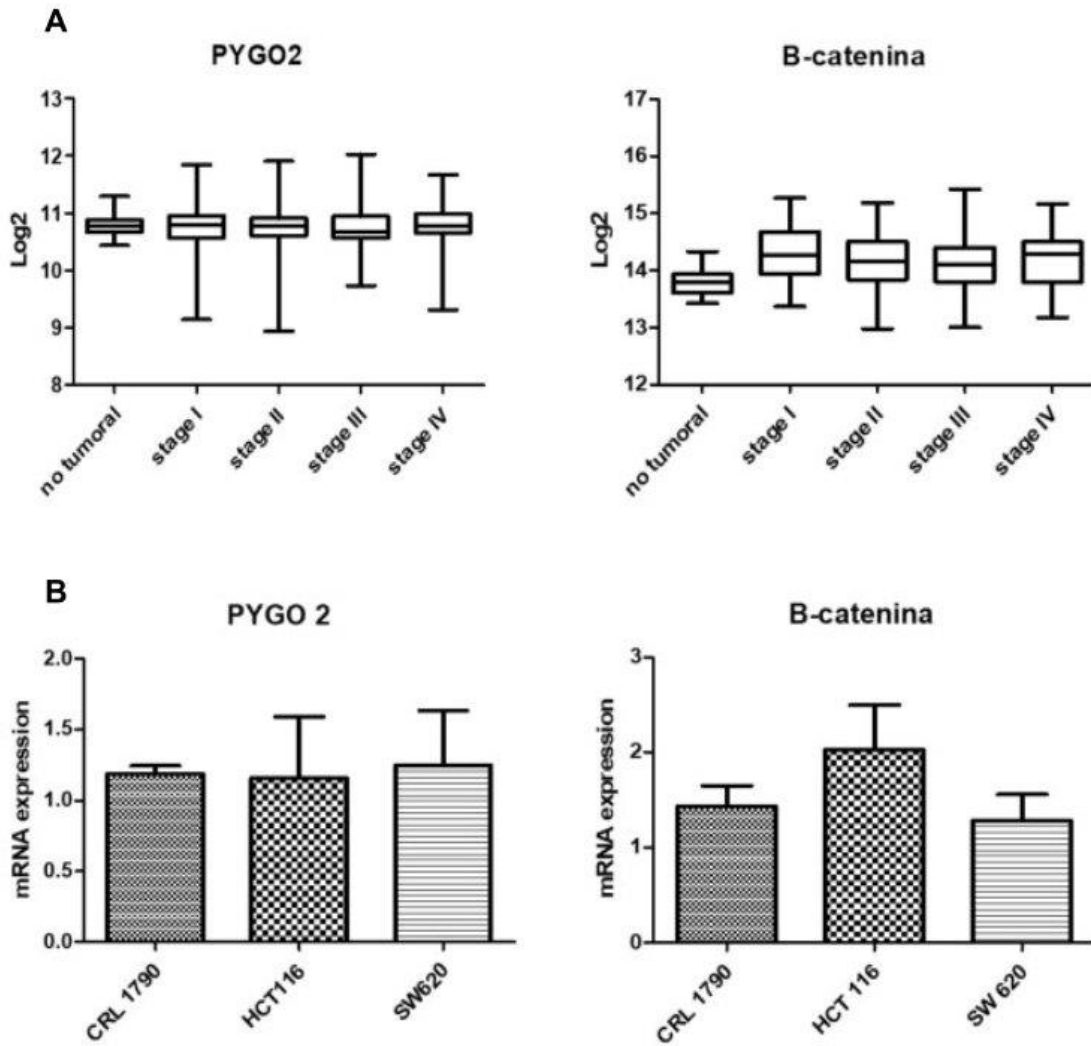 A
PYGO2
Log2
13
12
11
10
9
8
no tumoral
stage I
stage II
stage III
stage IV
B-catenina
Log2
17
16
15
14
13
12
no tumoral
stage I
stage II
stage III
stage IV
B
PYGO 2
mRNA expression
2.0
1.5
1.0
0.5
0.0
CRL 1790
HCT116
SW620
B-catenina
mRNA expression
3
2
1
0
CRL 1790
HCT 116
SW 620